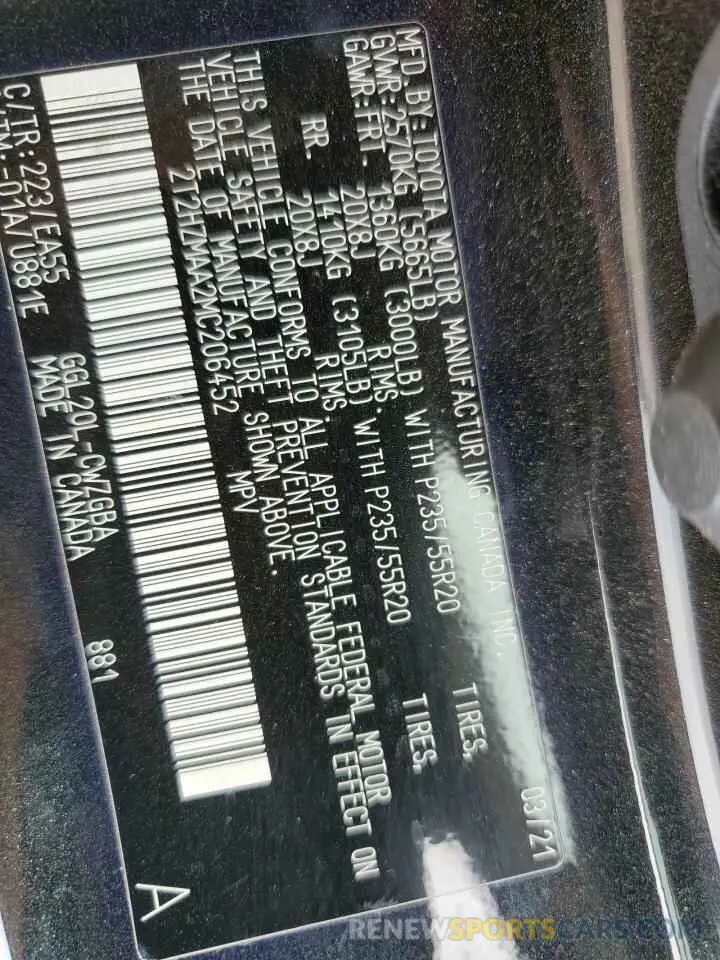 MFD BY: TOYOTA MOTOR MANUFACTURING CANADA INC. 03/21
GVWR: 2570KG (5665LB)
GAWR: FRT. 1360KG (3000LB) WITH P235/55R20 TIRES,
20X8J RIMS.
RR. 1410KG (3105LB) WITH P235/55R20 TIRES,
20X8J RIMS.
THIS VEHICLE CONFORMS TO ALL APPLICABLE FEDERAL MOTOR
VEHICLE SAFETY AND THEFT PREVENTION STANDARDS IN EFFECT ON
THE DATE OF MANUFACTURE SHOWN ABOVE.
2T2HZMAA2MC206452 MPV
C/TR: 223/EA55 GGL20L-CWZGBA 881
-01A/U881E MADE IN CANADA
A
RENEWSPORTSCARS.COM